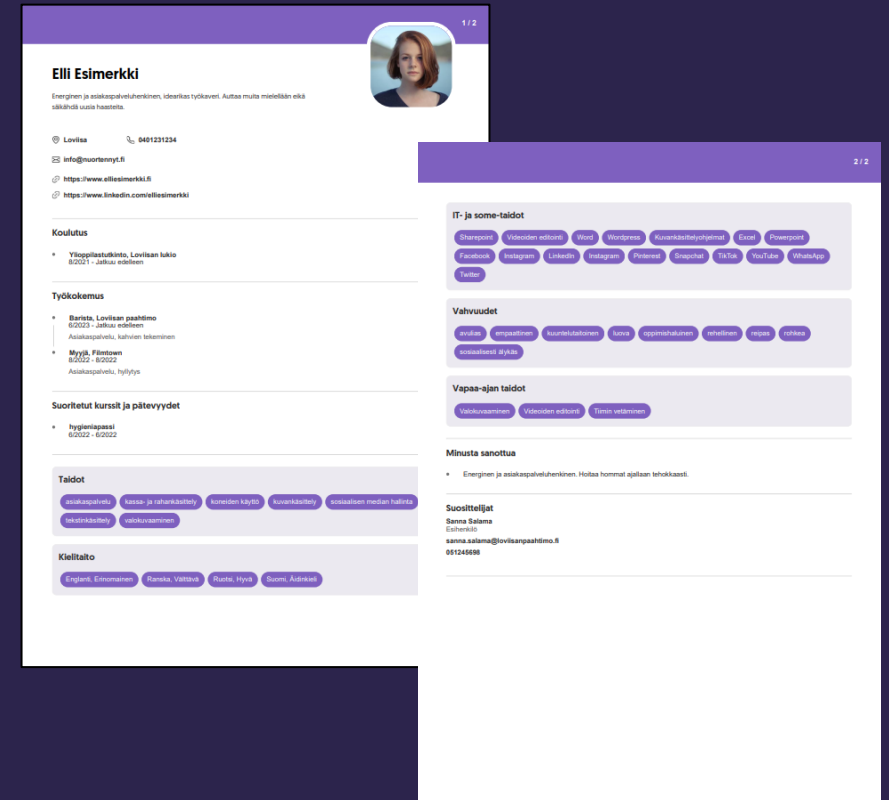 1 / 2
Elli Esimerkki
Energinen ja asiakaspalveluhenkinen, idearikas työkaveri. Auttaa muita mielellään eikä
säkähdä uusia haasteita.
Loviisa
0401231234
info@nuortennyt.fi
https://www.elliesimerkki.fi
https://www.linkedin.com/elliesimerkki
Koulutus
Ylioppilastutkinto, Loviisan lukio
8/2021 - Jatkuu edelleen
Työkokemus
Barista, Loviisan paahtimo
6/2023 - Jatkuu edelleen
Asiakaspalvelu, kahvien tekeminen
Myyjä, Filmtown
8/2022 - 8/2022
Asiakaspalvelu, hyllytys
Suoritetut kurssit ja pätevyydet
hygieniapassi
6/2022 - 6/2022
Taidot
asiakaspalvelu kassa- ja rahankäsittely koneiden käyttö kuvankäsittely sosiaalisen median hallinta
tekstinkäsittely valokuvaaminen
Kielitaito
Englanti, Erinomainen Ranska, Välttävä Ruotsi, Hyvä Suomi, Äidinkieli
2 / 2
IT- ja some-taidot
Sharepoint Videoiden editointi Word Wordpress Kuvankäsittelyohjelmat Excel Powerpoint
Facebook Instagram LinkedIn Instagram Pinterest Snapchat TikTok YouTube WhatsApp
Twitter
Vahvuudet
avulias empaattinen kuuntelutaitoinen luova oppimishaluinen rehellinen reipas rohkea
sosiaalisesti älykäs
Vapaa-ajan taidot
Valokuvaaminen Videoiden editointi Tiimin vetäminen
Minusta sanottua
Energinen ja asiakaspalveluhenkinen. Hoitaa hommat ajallaan tehokkaasti.
Suosittelijat
Sanna Salama
Esihenkilö
sanna.salama@loviisanpaahtimo.fi
051245698